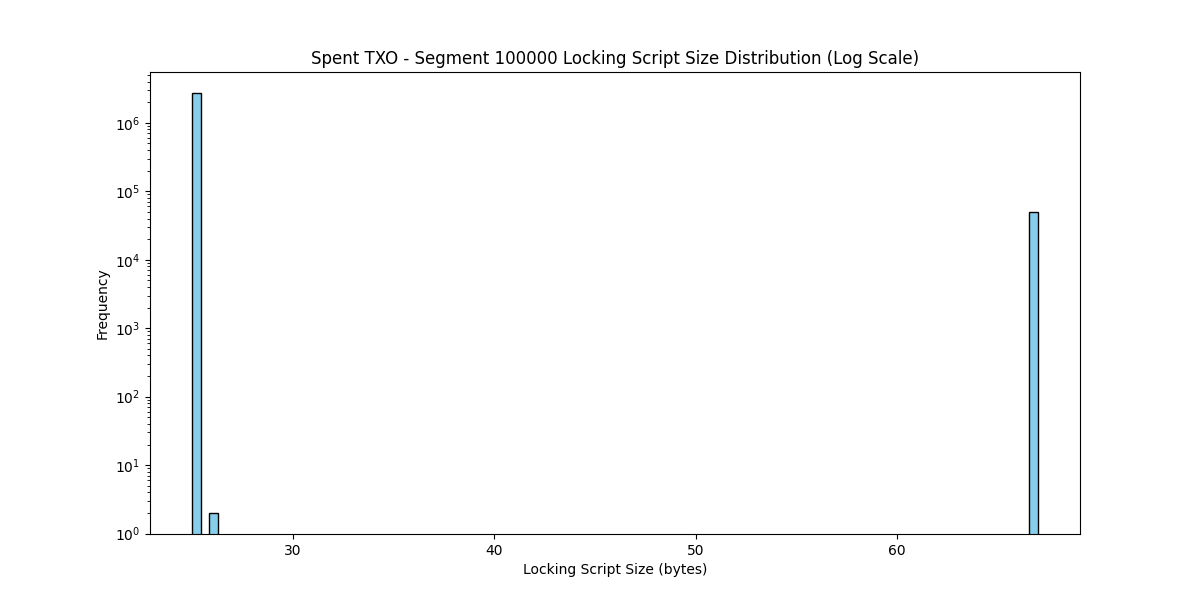 Spent TXO - Segment 100000 Locking Script Size Distribution (Log Scale)
Frequency
10⁶
10⁵
10⁴
10³
10²
10¹
10⁰
30 40 50 60
Locking Script Size (bytes)